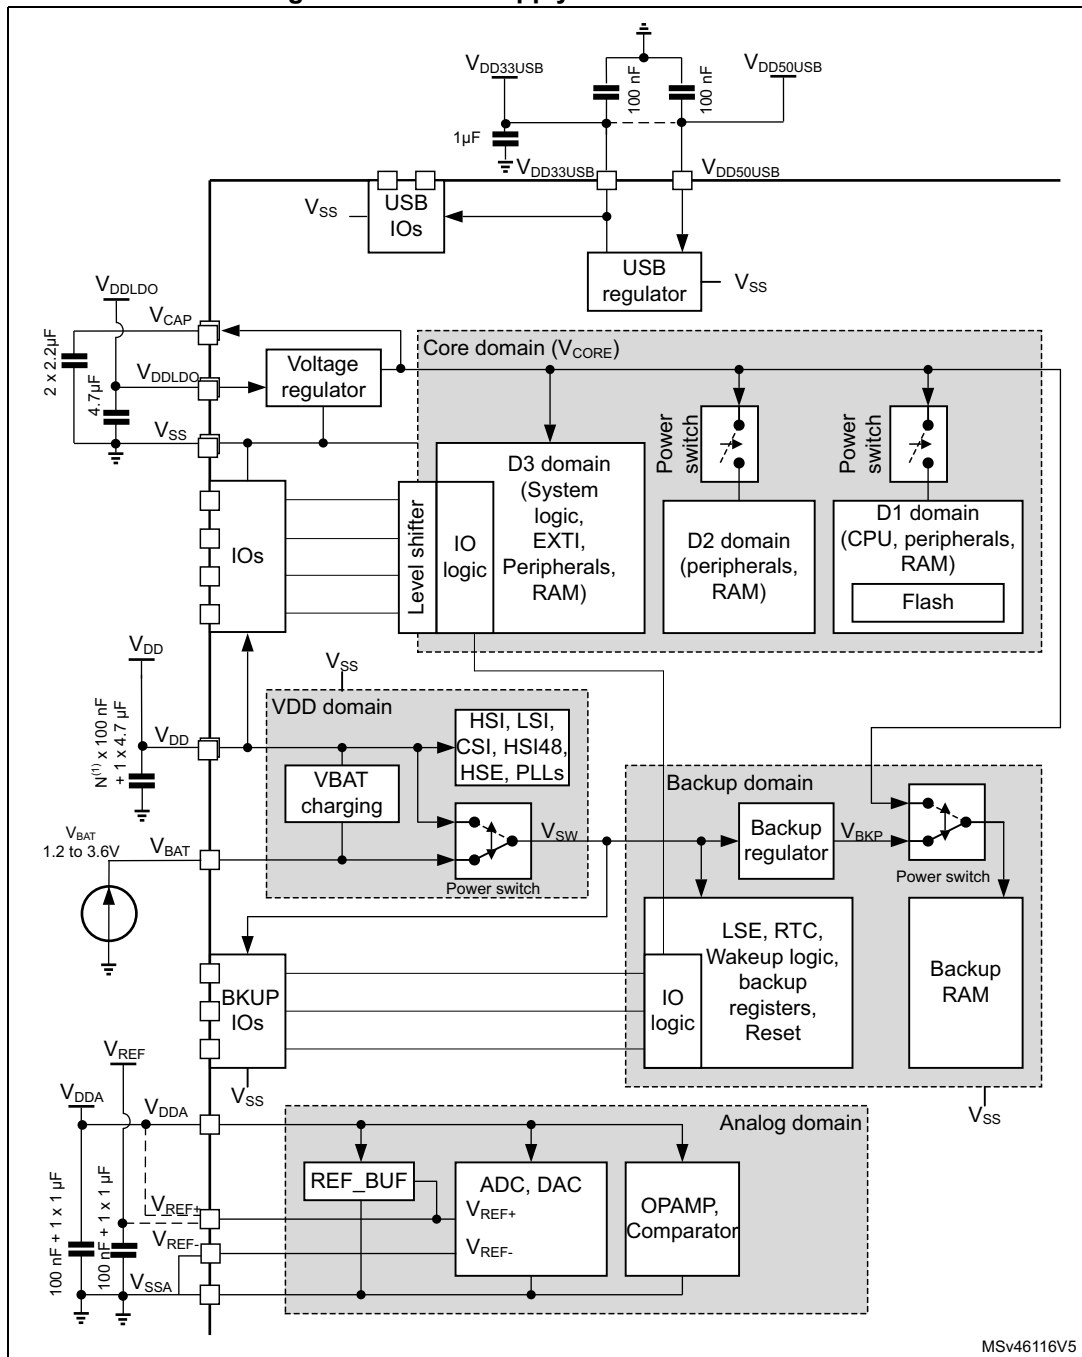 VDD33USB
100 nF
100 nF
VDD50USB
1µF
VDD33USB
VDD50USB
VSS
USB
IOs
USB
regulator
VSS
VDDLDO
VCAP
2 x 2.2µF
4.7µF
VDDLDO
Voltage
regulator
VSS
Core domain (VCORE)
Power
switch
Power
switch
D3 domain
(System
logic,
EXTI,
Peripherals,
RAM)
IO
logic
Level shifter
IOs
D2 domain
(peripherals,
RAM)
D1 domain
(CPU, peripherals,
RAM)
Flash
VDD
VDD
N(1) x 100 nF
+ 1 x 4.7 µF
VSS
VDD domain
HSI, LSI,
CSI, HSI48,
HSE, PLLs
VBAT
charging
Power switch
VSW
VBAT
1.2 to 3.6V
VBAT
Backup domain
Backup
regulator
VBKP
Power switch
LSE, RTC,
Wakeup logic,
backup
registers,
Reset
IO
logic
Backup
RAM
VSS
BKUP
IOs
VSS
VREF
VDDA
VDDA
100 nF + 1 x 1 µF
100 nF + 1 x 1 µF
VREF+
VREF-
VSSA
Analog domain
REF_BUF
ADC, DAC
VREF+
VREF-
OPAMP,
Comparator
MSv46116V5